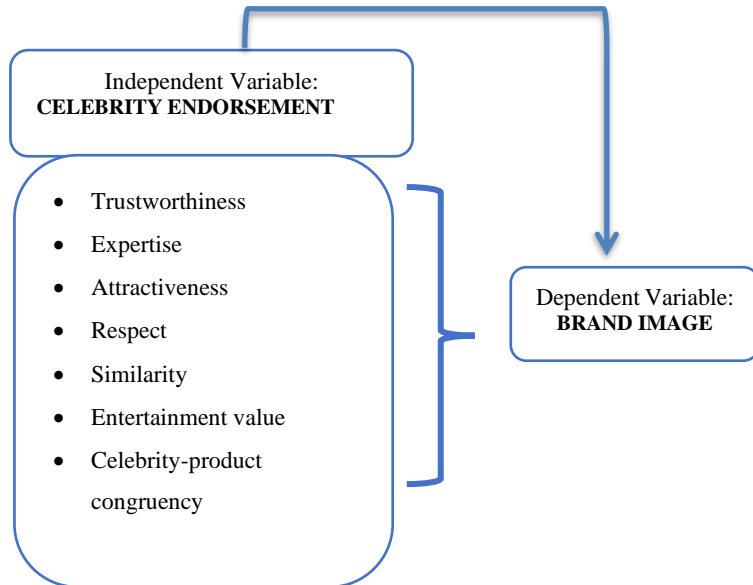 Independent Variable:
CELEBRITY ENDORSEMENT
• Trustworthiness
• Expertise
• Attractiveness
• Respect
• Similarity
• Entertainment value
• Celebrity-product
congruency
Dependent Variable:
BRAND IMAGE